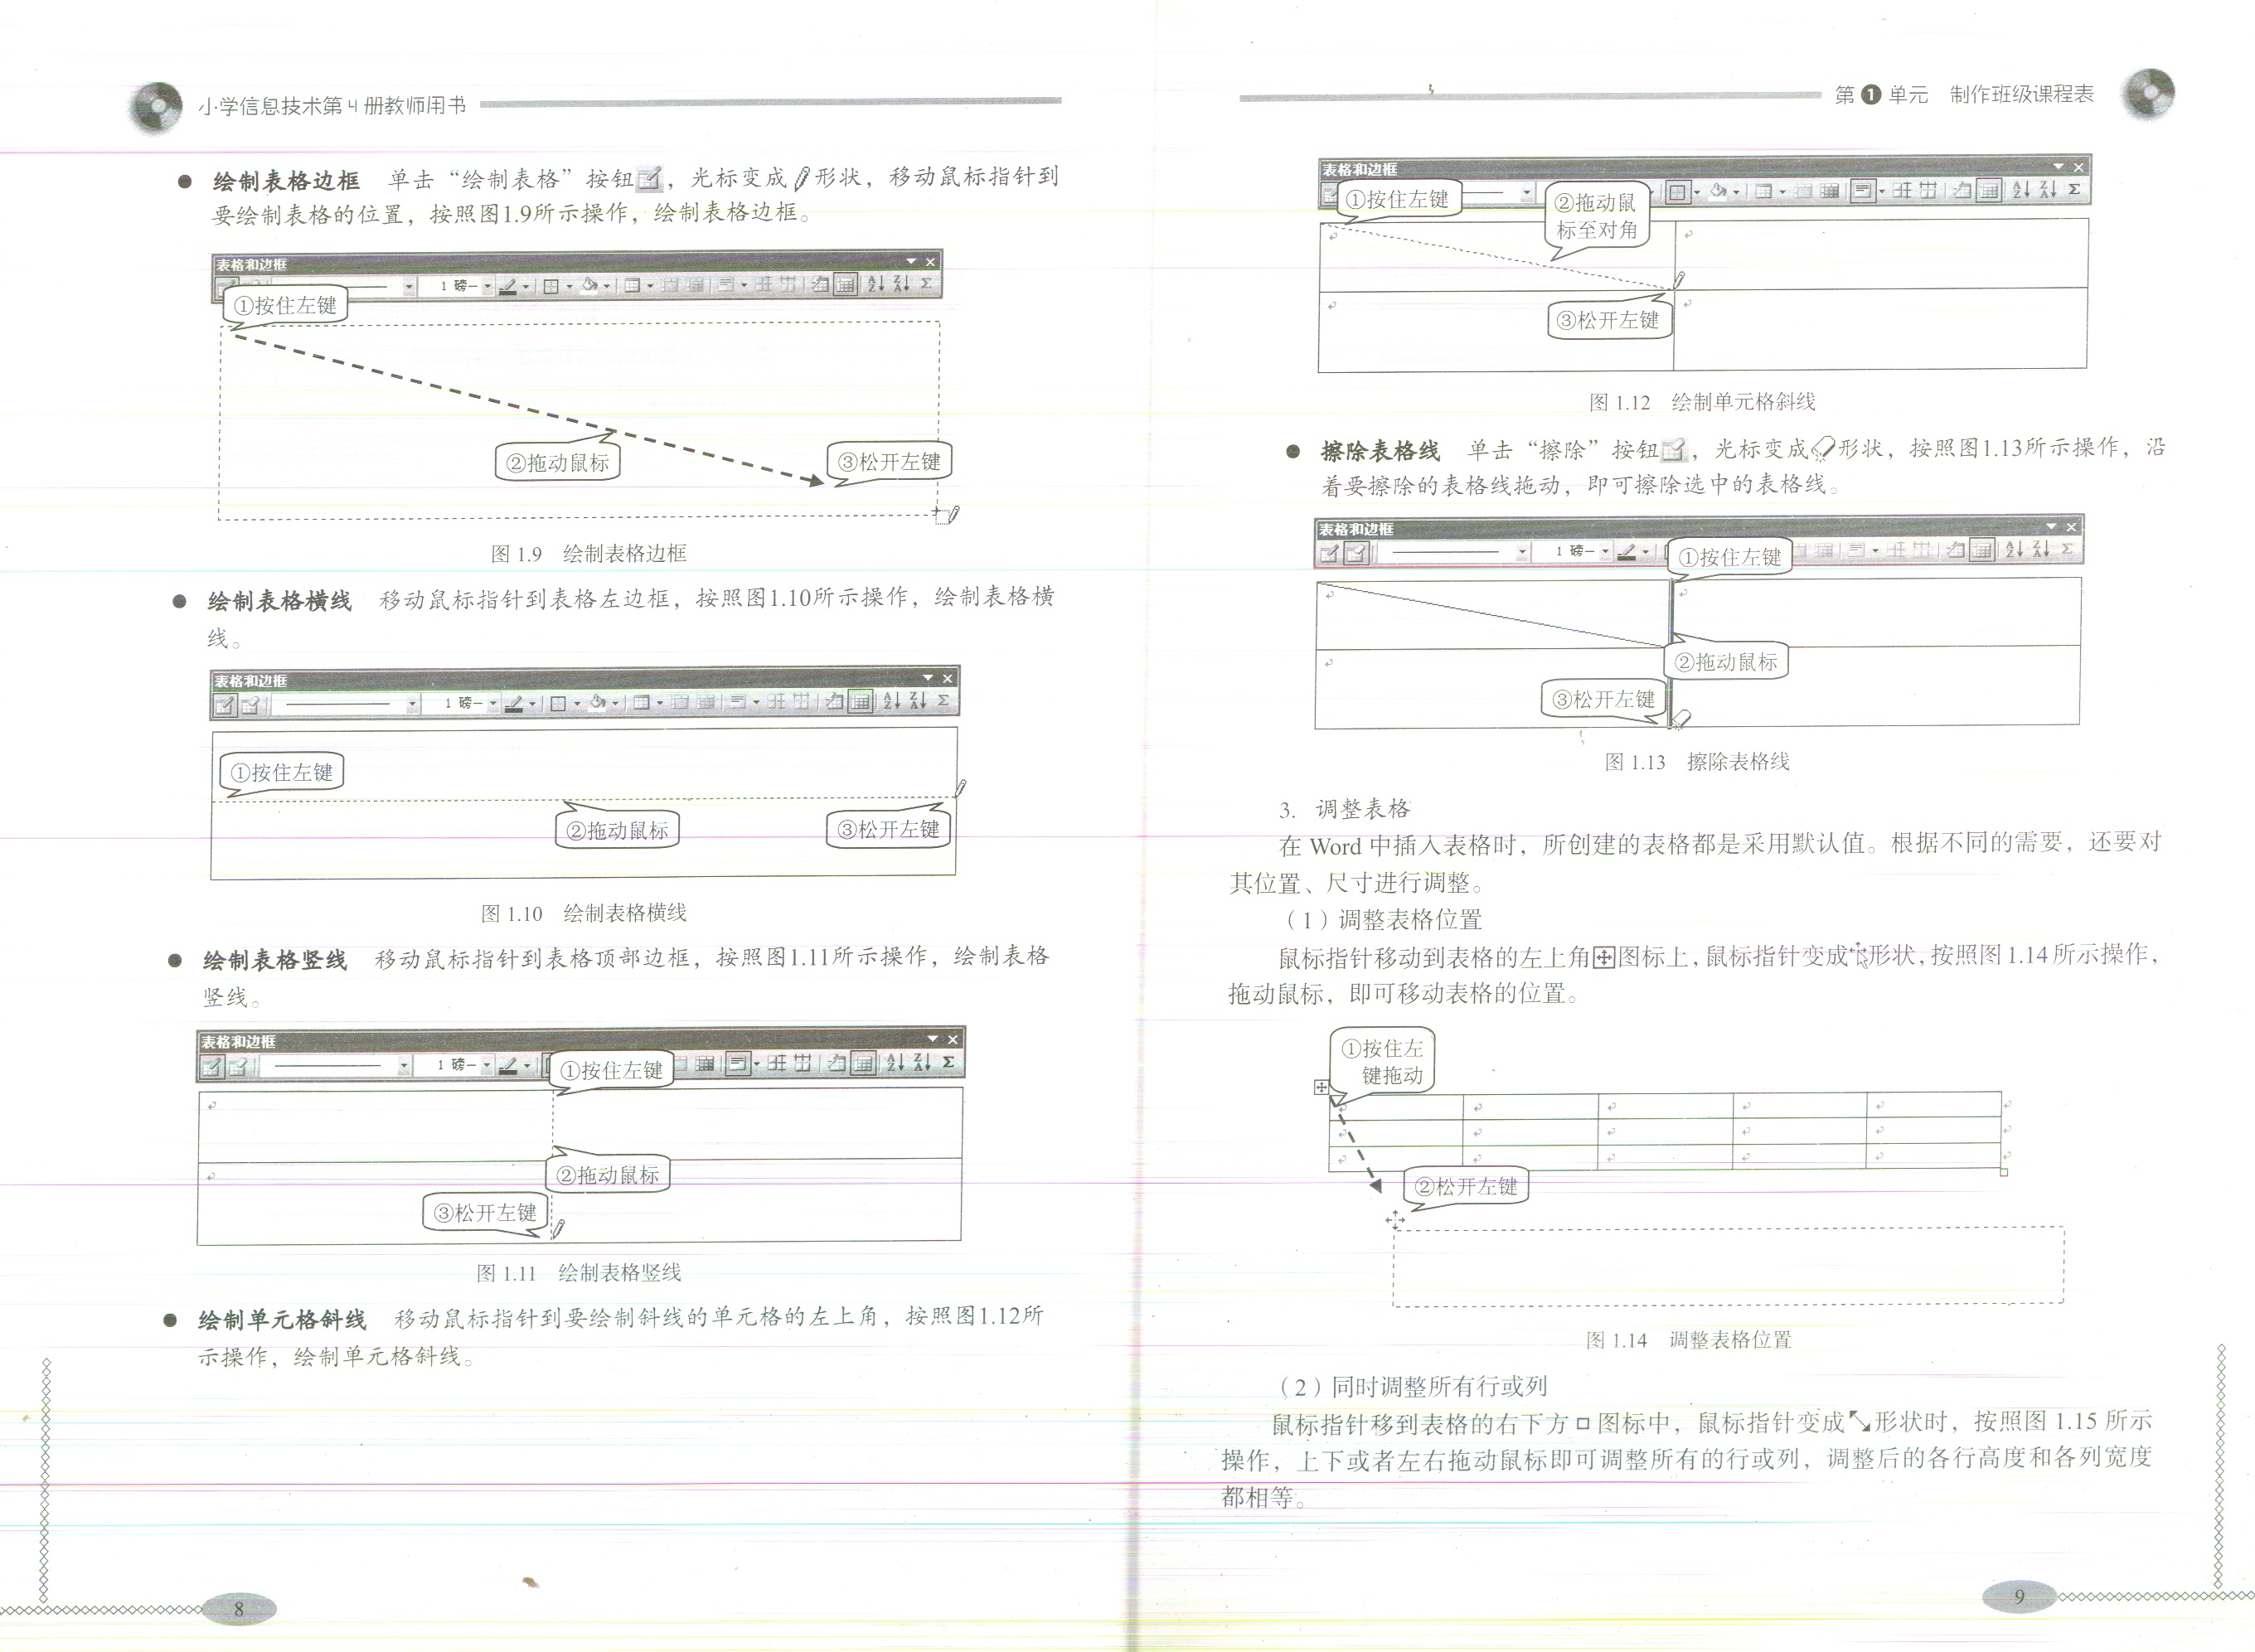 小学信息技术第4册教师用书
● 绘制表格边框 单击“绘制表格”按钮，光标变成形状，移动鼠标指针到
要绘制表格的位置，按照图1.9所示操作，绘制表格边框。
表格和边框
1 磅
①按住左键
②拖动鼠标
③松开左键
图 1.9 绘制表格边框
● 绘制表格横线 移动鼠标指针到表格左边框，按照图1.10所示操作，绘制表格横
线。
表格和边框
1 磅
①按住左键
②拖动鼠标
③松开左键
图 1.10 绘制表格横线
● 绘制表格竖线 移动鼠标指针到表格顶部边框，按照图1.11所示操作，绘制表格
竖线。
表格和边框
1 磅
①按住左键
②拖动鼠标
③松开左键
图 1.11 绘制表格竖线
● 绘制单元格斜线 移动鼠标指针到要绘制斜线的单元格的左上角，按照图1.12所
示操作，绘制单元格斜线。
8
第1单元 制作班级课程表
表格和边框
①按住左键
②拖动鼠
标至对角
③松开左键
图 1.12 绘制单元格斜线
● 擦除表格线 单击“擦除”按钮，光标变成形状，按照图1.13所示操作，沿
着要擦除的表格线拖动，即可擦除选中的表格线。
表格和边框
1 磅
①按住左键
②拖动鼠标
③松开左键
图 1.13 擦除表格线
3. 调整表格
在 Word 中插入表格时，所创建的表格都是采用默认值。根据不同的需要，还要对
其位置、尺寸进行调整。
（1）调整表格位置
鼠标指针移动到表格的左上角图标上，鼠标指针变成形状，按照图 1.14 所示操作，
拖动鼠标，即可移动表格的位置。
①按住左
键拖动
②松开左键
图 1.14 调整表格位置
（2）同时调整所有行或列
鼠标指针移到表格的右下方图标中，鼠标指针变成形状时，按照图 1.15 所示
操作，上下或者左右拖动鼠标即可调整所有的行或列，调整后的各行高度和各列宽度
都相等。
9